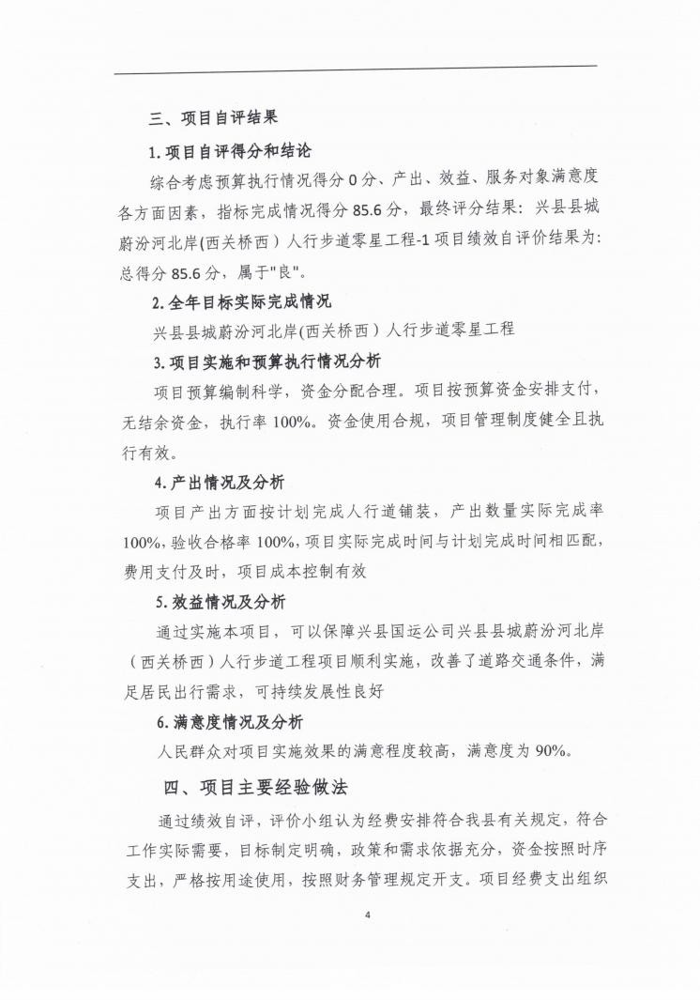 三、项目自评结果
1.项目自评得分和结论
综合考虑预算执行情况得分 0 分、产出、效益、服务对象满意度
各方面因素，指标完成情况得分 85.6 分，最终评分结果：兴县县城
蔚汾河北岸(西关桥西）人行步道零星工程-1 项目绩效自评价结果为：
总得分 85.6 分，属于"良"。
2.全年目标实际完成情况
兴县县城蔚汾河北岸(西关桥西）人行步道零星工程
3.项目实施和预算执行情况分析
项目预算编制科学，资金分配合理。项目按预算资金安排支付，
无结余资金，执行率 100%。资金使用合规，项目管理制度健全且执
行有效。
4.产出情况及分析
项目产出方面按计划完成人行道铺装，产出数量实际完成率
100%，验收合格率 100%，项目实际完成时间与计划完成时间相匹配，
费用支付及时，项目成本控制有效
5.效益情况及分析
通过实施本项目，可以保障兴县国运公司兴县县城蔚汾河北岸
（西关桥西）人行步道工程项目顺利实施，改善了道路交通条件，满
足居民出行需求，可持续发展性良好
6.满意度情况及分析
人民群众对项目实施效果的满意程度较高，满意度为 90%。
四、项目主要经验做法
通过绩效自评，评价小组认为经费安排符合我县有关规定，符合
工作实际需要，目标制定明确，政策和需求依据充分，资金按照时序
支出，严格按用途使用，按照财务管理规定开支。项目经费支出组织
4